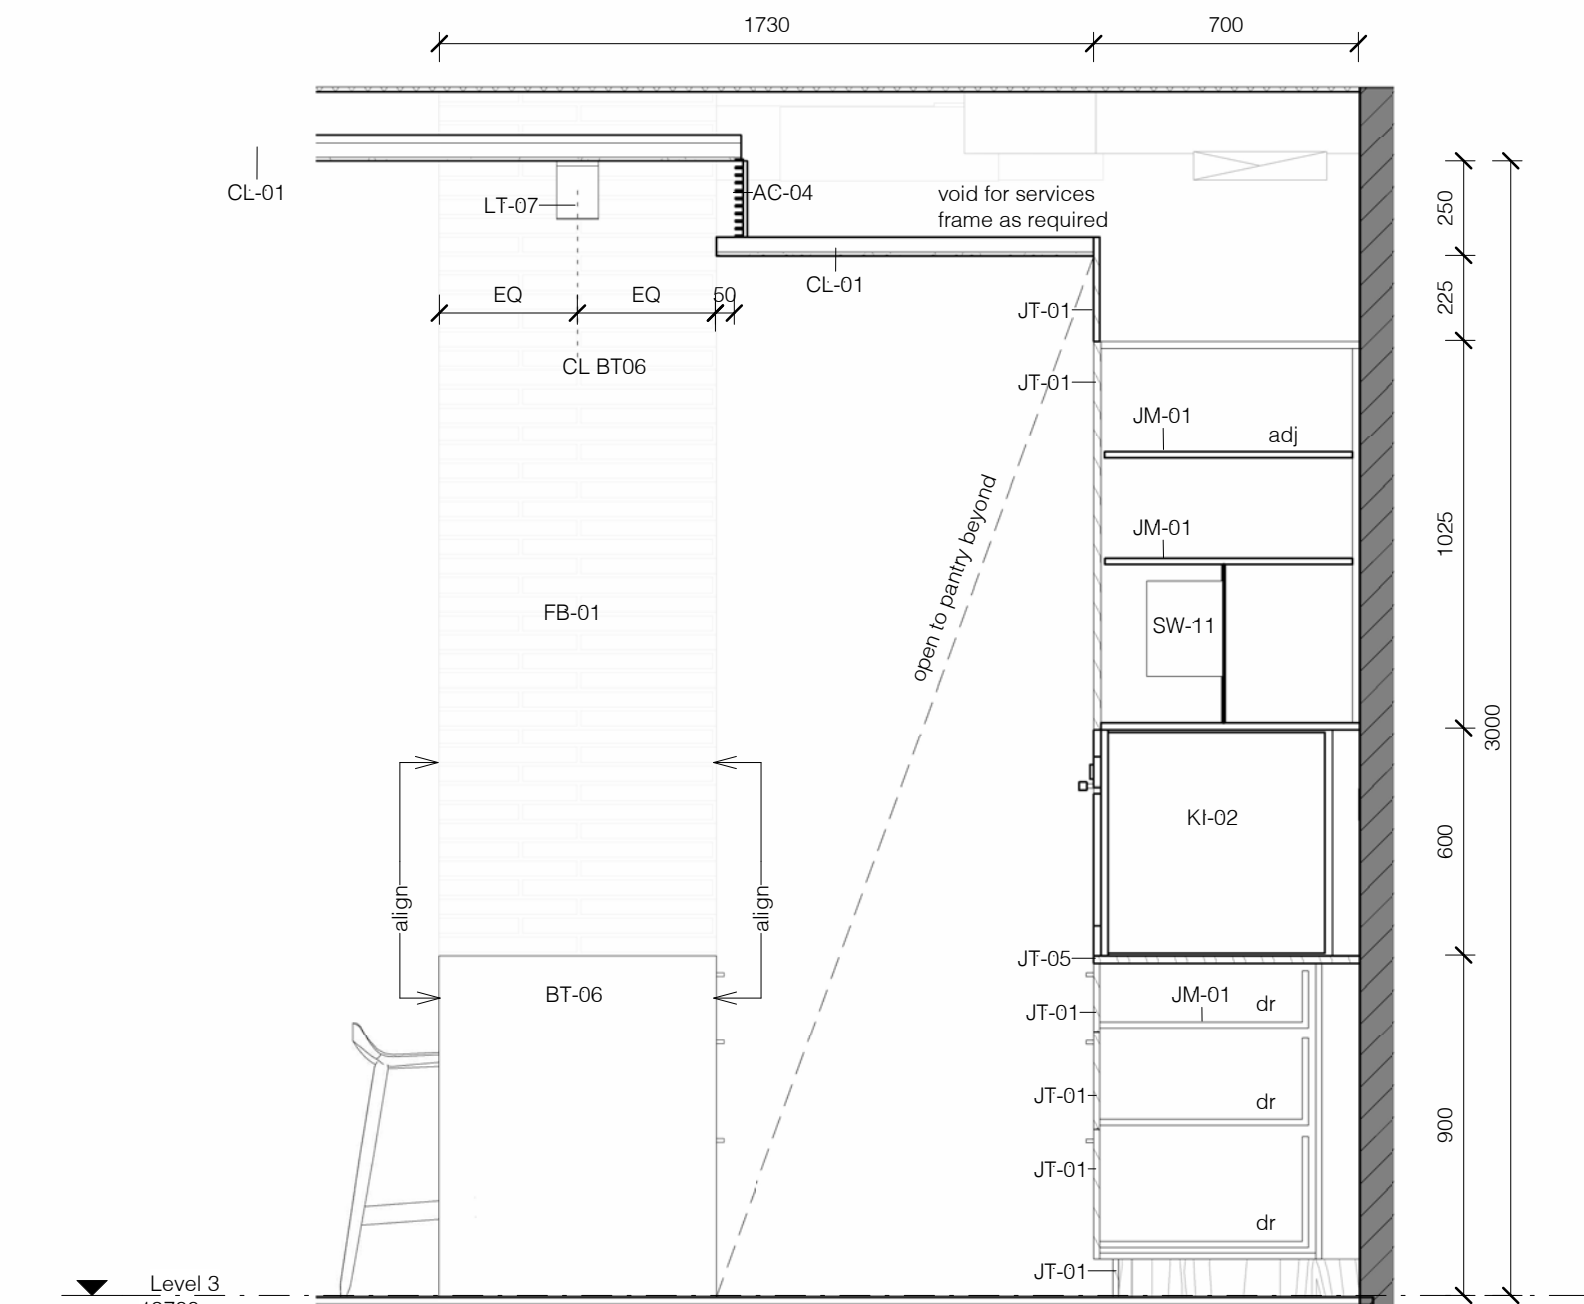 1730
700
CL-01
LT-07
AC-04
void for services
frame as required
250
CL-01
EQ
EQ
50
JT-01
225
3000
CL BT06
JT-01
JM-01
adj
open to pantry beyond
JM-01
1025
FB-01
SW-11
KI-02
600
align
align
JT-05
BT-06
JM-01
dr
JT-01
JT-01
dr
900
JT-01
dr
JT-01
Level 3